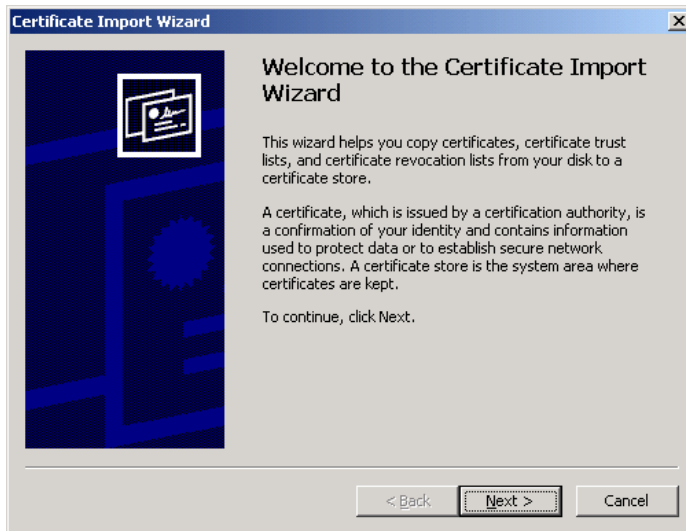 Certificate Import Wizard
Welcome to the Certificate Import
Wizard
This wizard helps you copy certificates, certificate trust
lists, and certificate revocation lists from your disk to a
certificate store.
A certificate, which is issued by a certification authority, is
a confirmation of your identity and contains information
used to protect data or to establish secure network
connections. A certificate store is the system area where
certificates are kept.
To continue, click Next.
< Back
Next >
Cancel